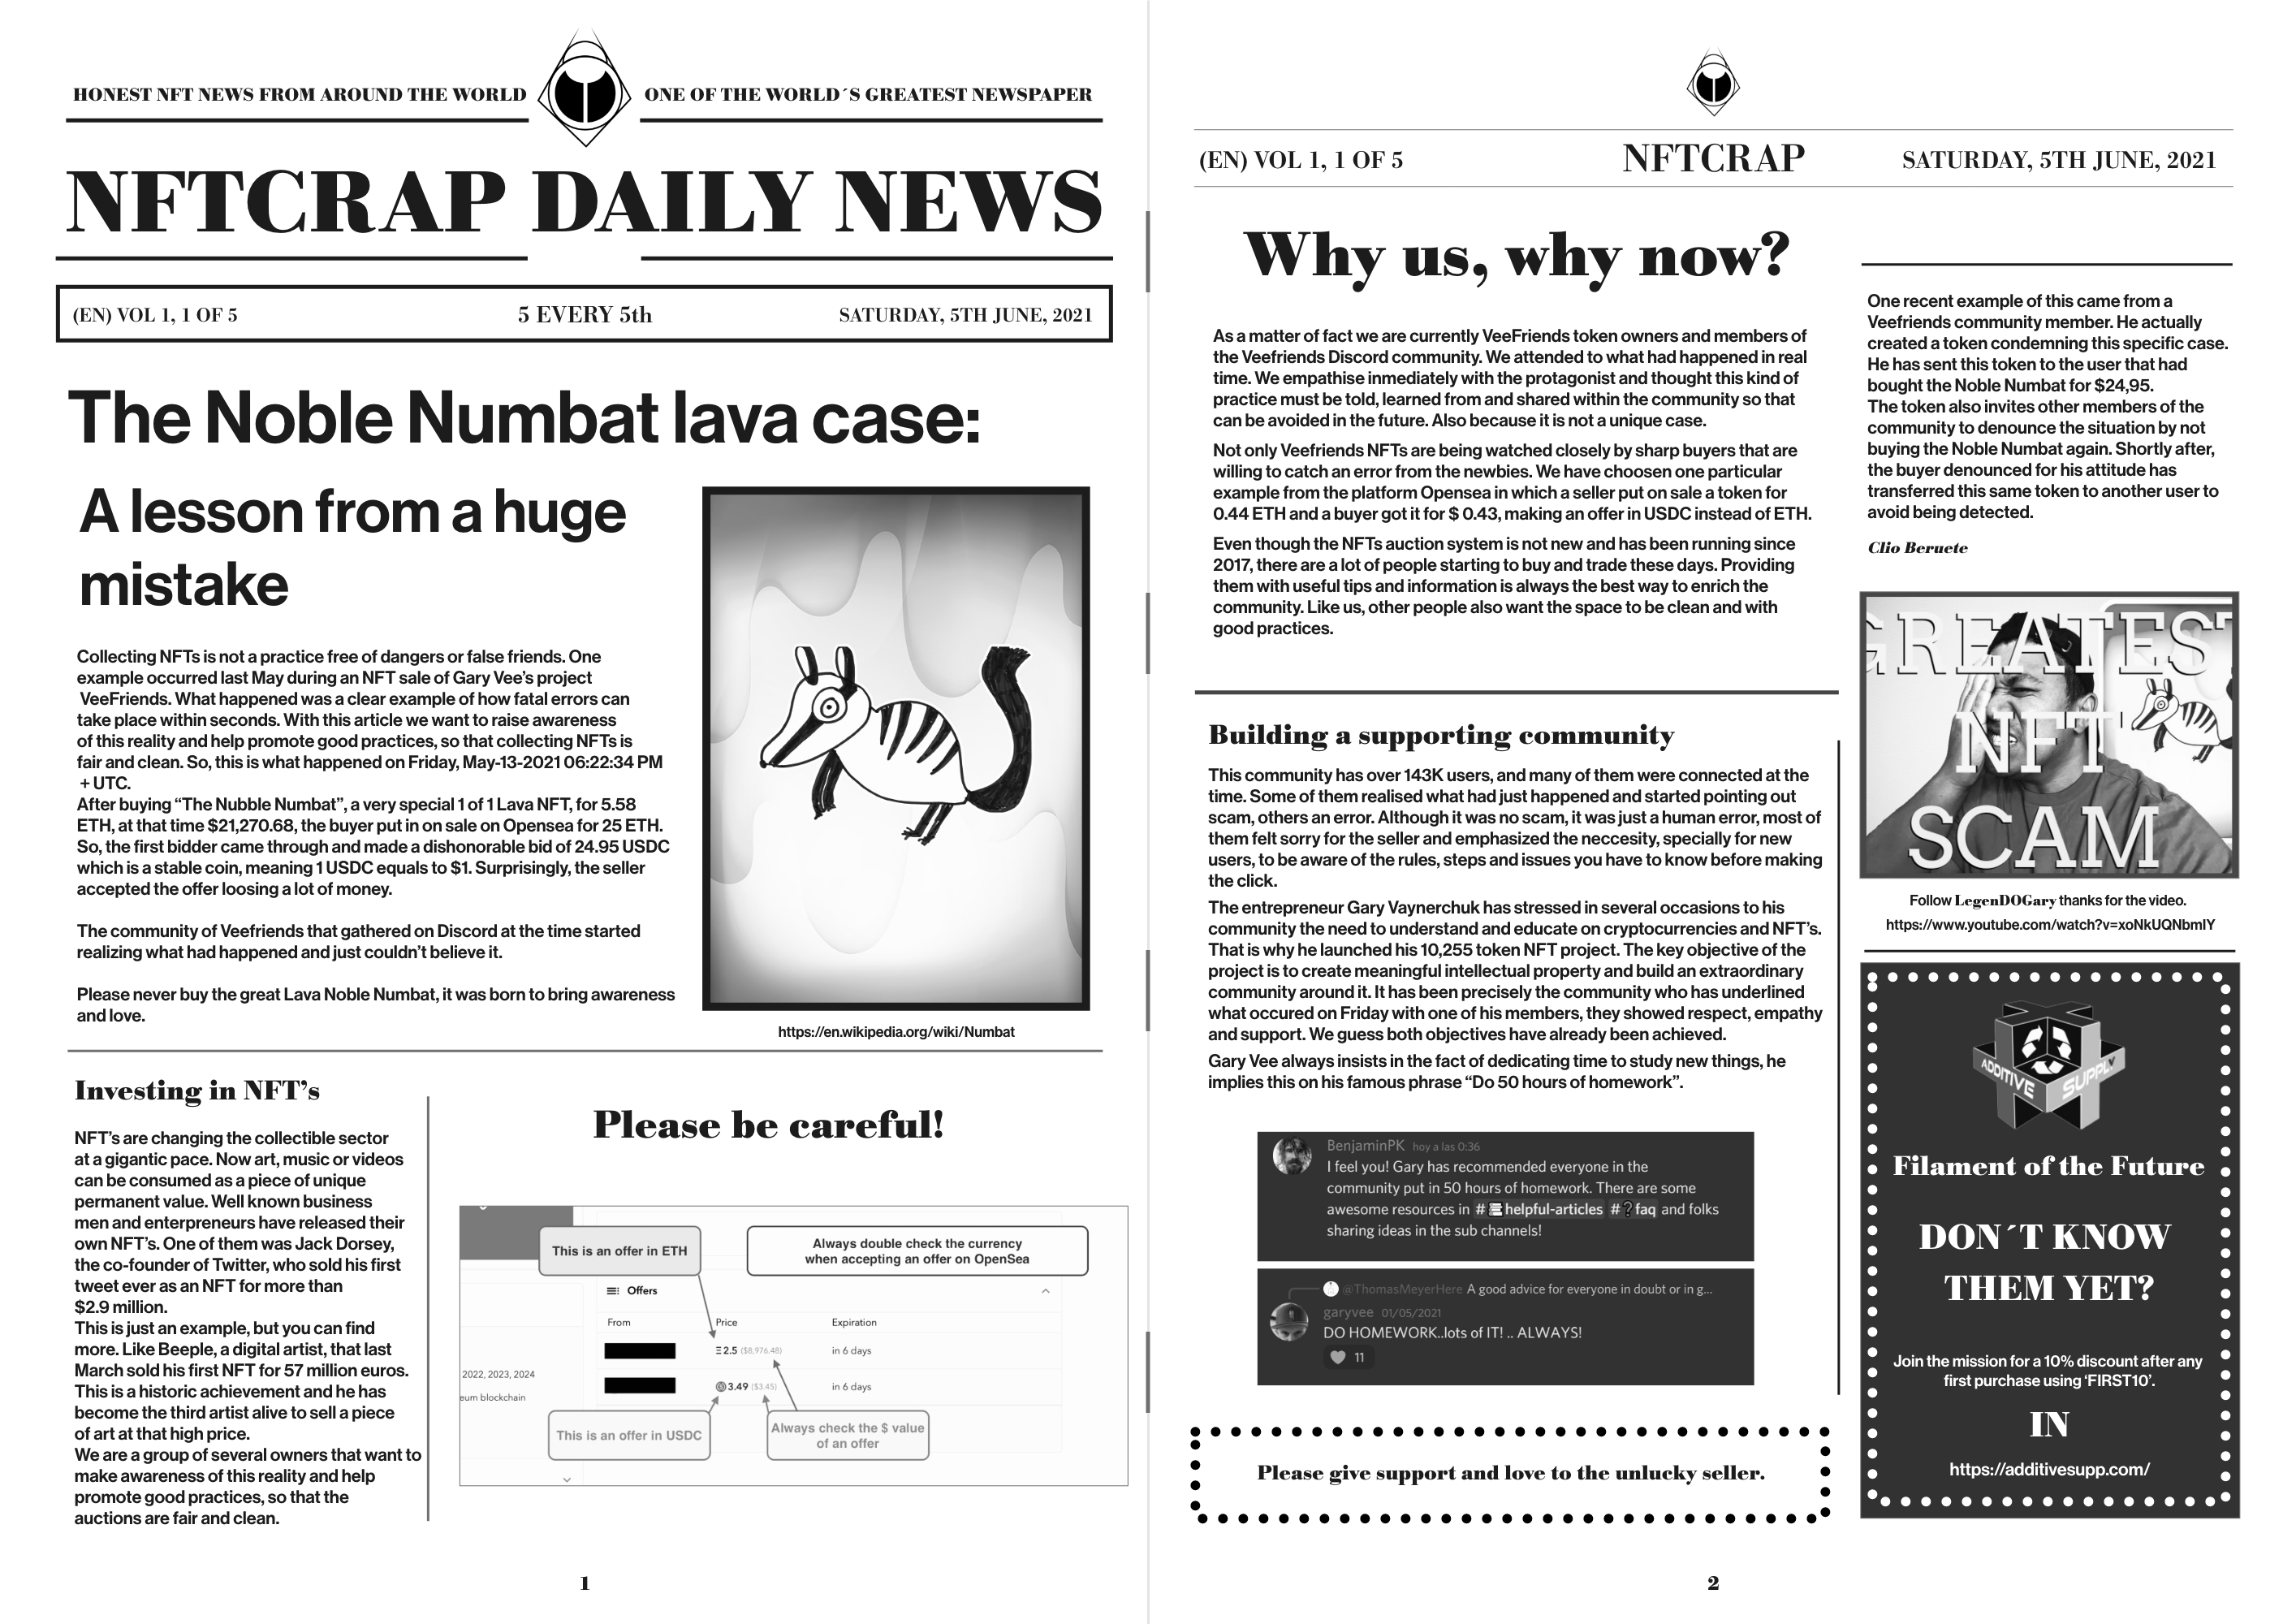 HONEST NFT NEWS FROM AROUND THE WORLD
ONE OF THE WORLD´S GREATEST NEWSPAPER
NFTCRAP DAILY NEWS
(EN) VOL 1, 1 OF 5
5 EVERY 5th
SATURDAY, 5TH JUNE, 2021
The Noble Numbat lava case:
A lesson from a huge
mistake
Collecting NFTs is not a practice free of dangers or false friends. One
example occurred last May during an NFT sale of Gary Vee's project
VeeFriends. What happened was a clear example of how fatal errors can
take place within seconds. With this article we want to raise awareness
of this reality and help promote good practices, so that collecting NFTs is
fair and clean. So, this is what happened on Friday, May-13-2021 06:22:34 PM
+ UTC.
After buying “The Nubble Numbat”, a very special 1 of 1 Lava NFT, for 5.58
ETH, at that time $21,270.68, the buyer put in on sale on Opensea for 25 ETH.
So, the first bidder came through and made a dishonorable bid of 24.95 USDC
which is a stable coin, meaning 1 USDC equals to $1. Surprisingly, the seller
accepted the offer loosing a lot of money.
The community of Veefriends that gathered on Discord at the time started
realizing what had happened and just couldn't believe it.
Please never buy the great Lava Noble Numbat, it was born to bring awareness
and love.
https://en.wikipedia.org/wiki/Numbat
Investing in NFT's
NFT's are changing the collectible sector
at a gigantic pace. Now art, music or videos
can be consumed as a piece of unique
permanent value. Well known business
men and enterpreneurs have released their
own NFT's. One of them was Jack Dorsey,
the co-founder of Twitter, who sold his first
tweet ever as an NFT for more than
$2.9 million.
This is just an example, but you can find
more. Like Beeple, a digital artist, that last
March sold his first NFT for 57 million euros.
This is a historic achievement and he has
become the third artist alive to sell a piece
of art at that high price.
We are a group of several owners that want to
make awareness of this reality and help
promote good practices, so that the
auctions are fair and clean.
Please be careful!
This is an offer in ETH
Always double check the currency
when accepting an offer on OpenSea
Offers
From Price Expiration
2.5 ($8,976.48) in 6 days
2022, 2023, 2024
3.49 ($3.45) in 6 days
eum blockchain
This is an offer in USDC
Always check the $ value
of an offer
1
(EN) VOL 1, 1 OF 5
NFTCRAP
SATURDAY, 5TH JUNE, 2021
Why us, why now?
As a matter of fact we are currently VeeFriends token owners and members of
the Veefriends Discord community. We attended to what had happened in real
time. We empathise inmediately with the protagonist and thought this kind of
practice must be told, learned from and shared within the community so that
can be avoided in the future. Also because it is not a unique case.
Not only Veefriends NFTs are being watched closely by sharp buyers that are
willing to catch an error from the newbies. We have choosen one particular
example from the platform Opensea in which a seller put on sale a token for
0.44 ETH and a buyer got it for $ 0.43, making an offer in USDC instead of ETH.
Even though the NFTs auction system is not new and has been running since
2017, there are a lot of people starting to buy and trade these days. Providing
them with useful tips and information is always the best way to enrich the
community. Like us, other people also want the space to be clean and with
good practices.
One recent example of this came from a
Veefriends community member. He actually
created a token condemning this specific case.
He has sent this token to the user that had
bought the Noble Numbat for $24,95.
The token also invites other members of the
community to denounce the situation by not
buying the Noble Numbat again. Shortly after,
the buyer denounced for his attitude has
transferred this same token to another user to
avoid being detected.
Clio Beruete
GREATEST
NFT
SCAM
Follow LegenDOGary thanks for the video.
https://www.youtube.com/watch?v=xoNkUQNbmlY
Building a supporting community
This community has over 143K users, and many of them were connected at the
time. Some of them realised what had just happened and started pointing out
scam, others an error. Although it was no scam, it was just a human error, most of
them felt sorry for the seller and emphasized the neccesity, specially for new
users, to be aware of the rules, steps and issues you have to know before making
the click.
The entrepreneur Gary Vaynerchuk has stressed in several occasions to his
community the need to understand and educate on cryptocurrencies and NFT's.
That is why he launched his 10,255 token NFT project. The key objective of the
project is to create meaningful intellectual property and build an extraordinary
community around it. It has been precisely the community who has underlined
what occured on Friday with one of his members, they showed respect, empathy
and support. We guess both objectives have already been achieved.
Gary Vee always insists in the fact of dedicating time to study new things, he
implies this on his famous phrase “Do 50 hours of homework”.
BenjaminPK hoy a las 0:36
I feel you! Gary has recommended everyone in the
community put in 50 hours of homework. There are some
awesome resources in # helpful-articles #?faq and folks
sharing ideas in the sub channels!
@ThomasMeyerHere A good advice for everyone in doubt or in g...
garyvee 01/05/2021
DO HOMEWORK..lots of IT! .. ALWAYS!
11
Please give support and love to the unlucky seller.
ADDITIVE SUPPLY
Filament of the Future
DON´T KNOW
THEM YET?
Join the mission for a 10% discount after any
first purchase using 'FIRST10'.
IN
https://additivesupp.com/
2